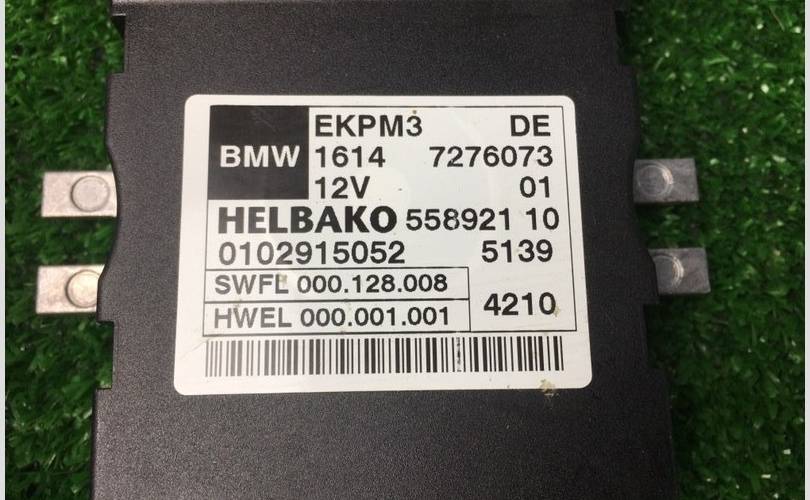 BMW EKPM3 DE
1614 7276073
12V 01
HELBAKO 558921 10
0102915052 5139
SWFL 000.128.008
HWEL 000.001.001 4210